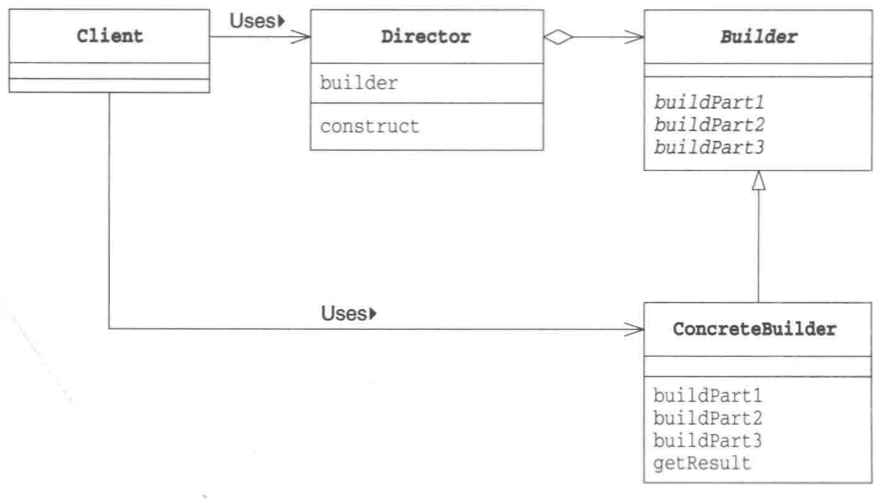 Client
Uses▶
Director
builder
construct
Builder
buildPart1
buildPart2
buildPart3
Uses▶
ConcreteBuilder
buildPart1
buildPart2
buildPart3
getResult